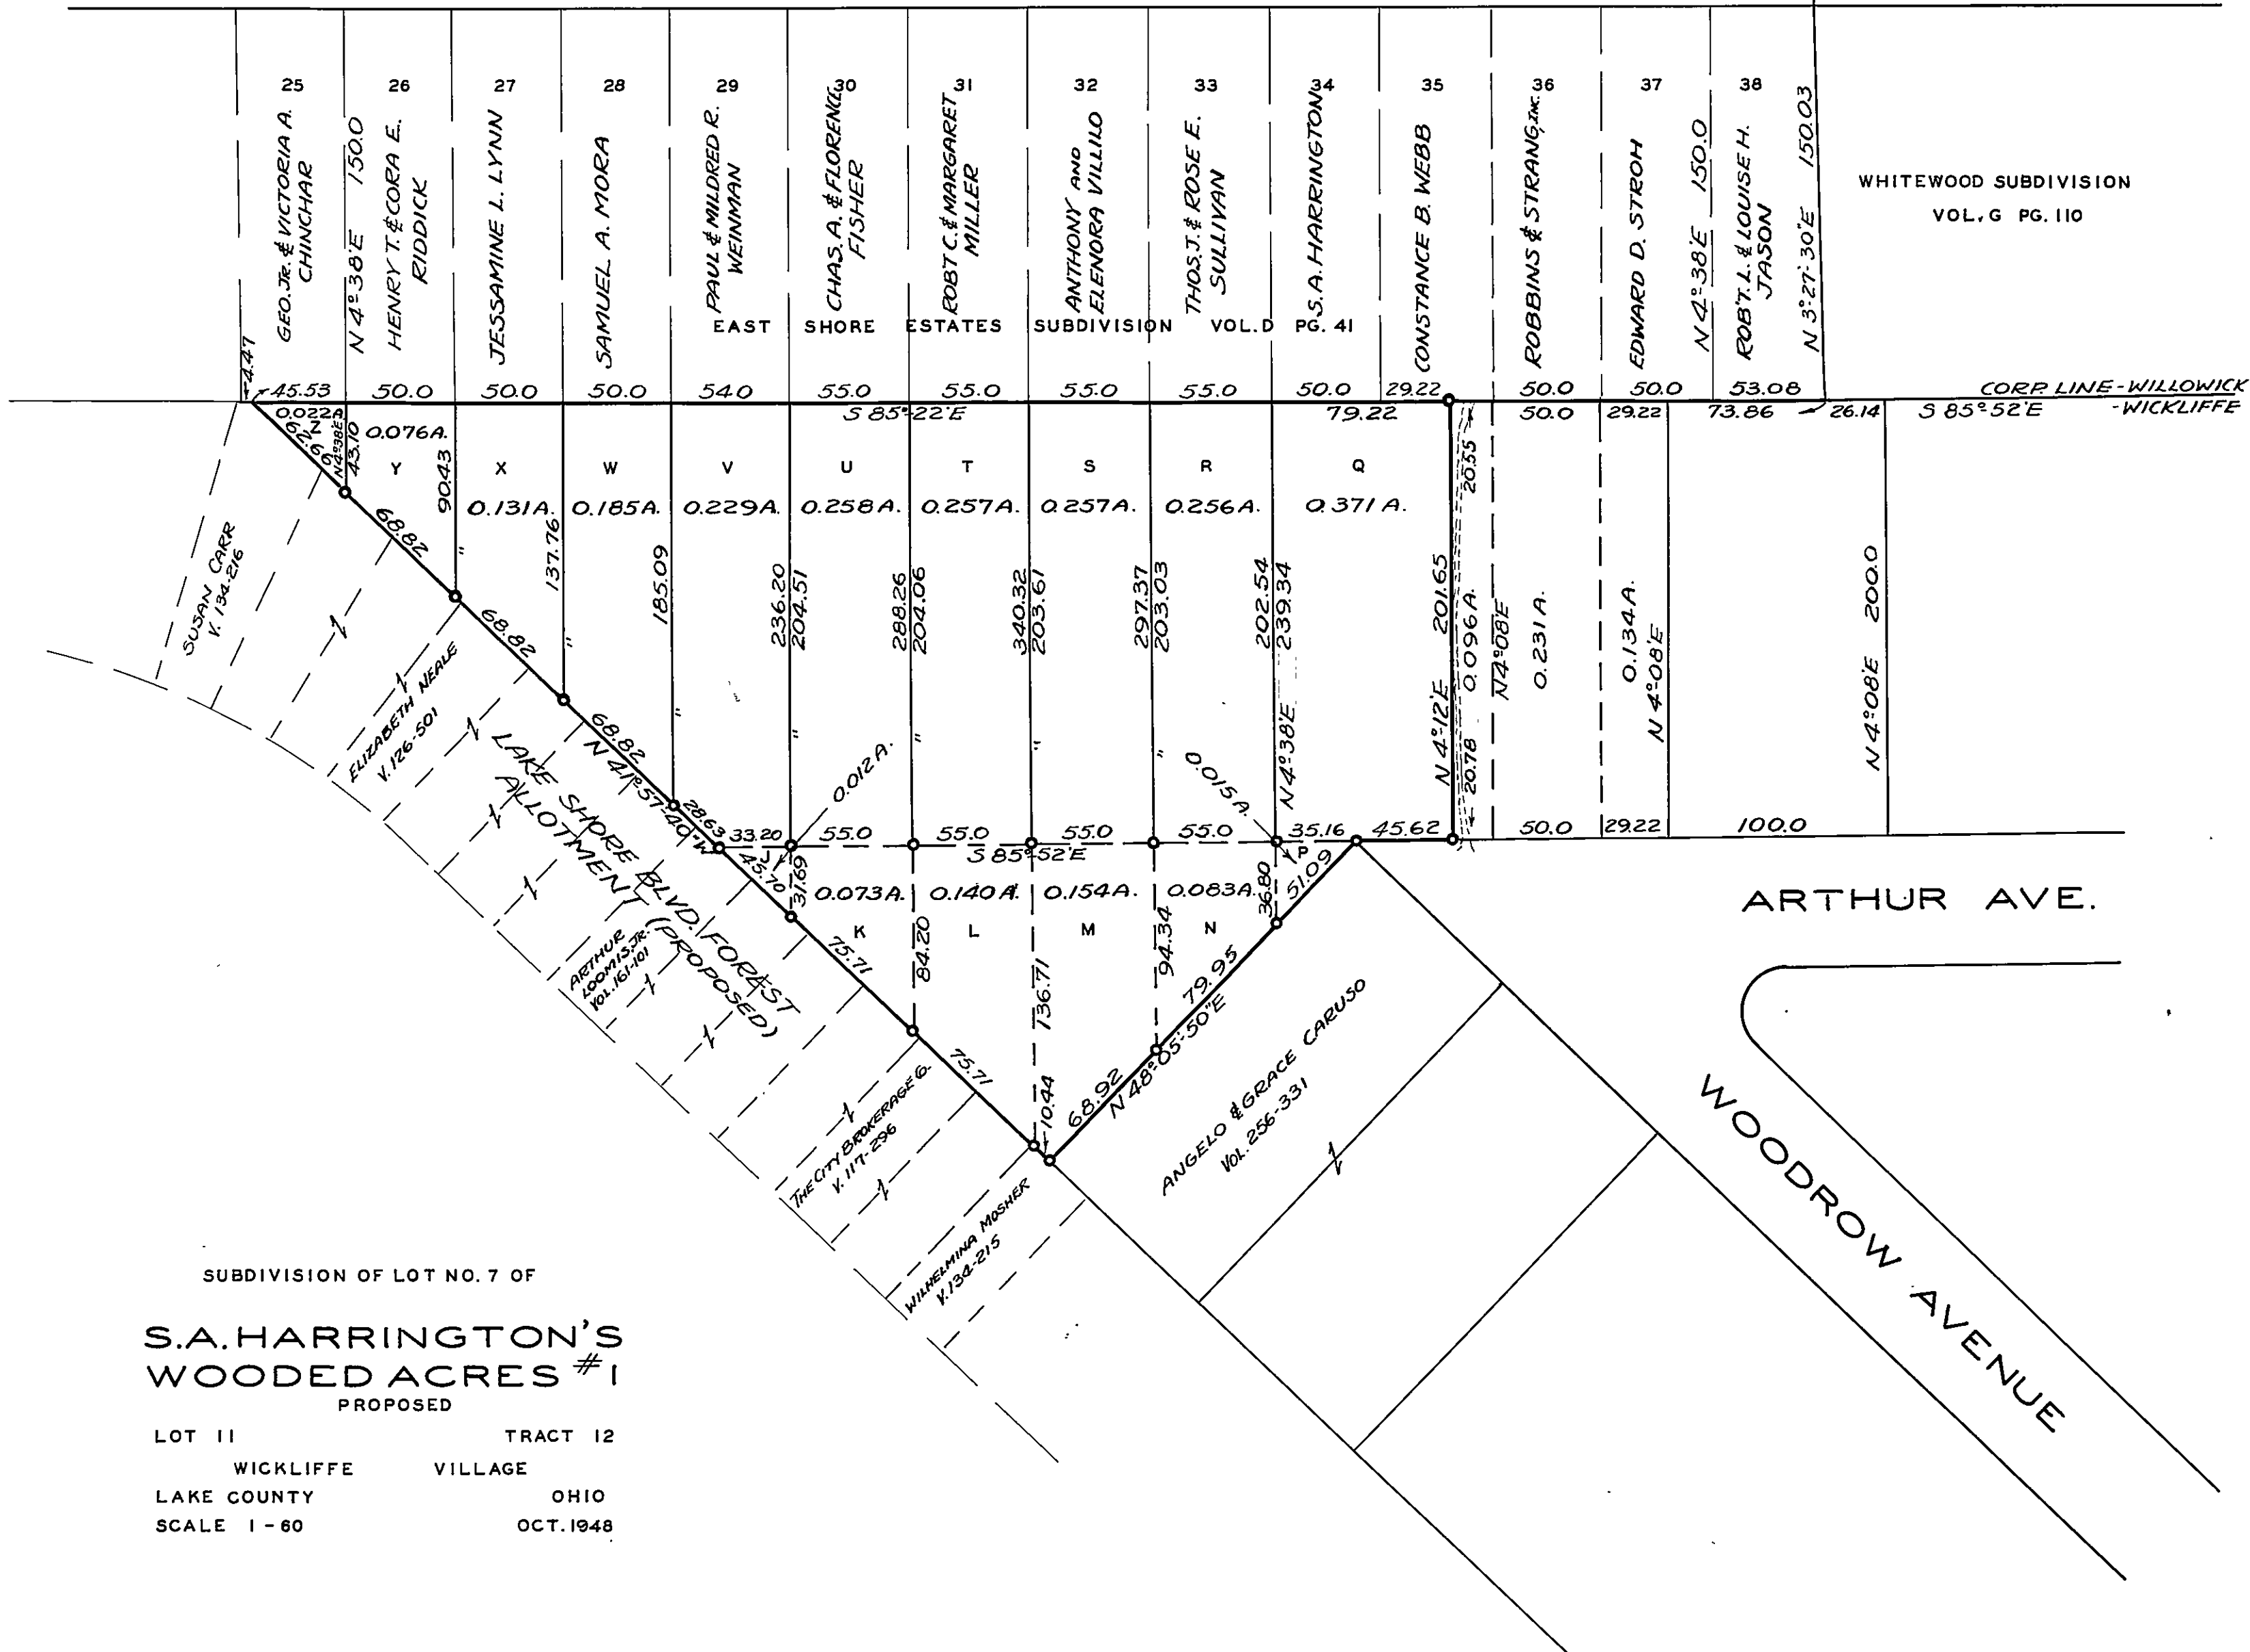 25
26
27
28
29
30
31
32
33
34
35
36
37
38
GEO. JR. & VICTORIA A.
CHINCHAR
N 4°38'E 150.0
HENRY T. & CORA E.
RIDDICK
JESSAMINE L. LYNN
SAMUEL A. MORA
PAUL & MILDRED R.
WEINMAN
CHAS. A. & FLORENCE
FISHER
ROBT C. & MARGARET
MILLER
ANTHONY AND
ELENORA VILLILO
THOS. J. & ROSE E.
SULLIVAN
S. A. HARRINGTON
CONSTANCE B. WEBB
ROBBINS & STRANG, INC.
EDWARD D. STROH
N 4°38'E 150.0
ROB'T. L. & LOUISE H.
JASON
N 3°27'-30"E 150.03
WHITEWOOD SUBDIVISION
VOL. G PG. 110
EAST SHORE ESTATES SUBDIVISION VOL. D PG. 41
4.47
45.53
50.0
50.0
50.0
54.0
55.0
55.0
55.0
55.0
50.0
29.22
50.0
50.0
53.08
CORP. LINE-WILLOWICK
-WICKLIFFE
S 85°-22'E
79.22
50.0
29.22
73.86
26.14
S 85°52'E
0.022A.
Z
62.69
N4°38'E
43.10
0.076A.
Y
90.43
"
X
0.131A.
137.76
"
W
0.185A.
185.09
"
V
0.229A.
236.20
204.51
"
U
0.258A.
288.26
204.06
"
T
0.257A.
340.32
203.61
"
S
0.257A.
297.37
203.03
"
R
0.256A.
202.54
239.34
N4°-38'E
Q
0.371A.
N 4°12'E 201.65
20.55
0.096A.
20.78
N4°08'E
0.231A.
0.134A.
N 4°-08'E
N4°08'E 200.0
68.82
68.82
68.82
N 41°-57'-40"W
28.63
33.20
J
45.70
0.012A.
31.69
55.0
55.0
55.0
55.0
S 85°-52'E
0.015A.
35.16
45.62
P
50.0
29.22
100.0
0.073A.
0.140A.
0.154A.
0.083A.
K
L
M
N
36.80
51.09
75.71
84.20
75.71
136.71
10.44
94.34
79.95
68.92
N 48°-05'-50"E
SUSAN CARR
V. 134-216
ELIZABETH NEALE
V. 126-501
LAKE SHORE BLVD. FOREST
ALLOTMENT (PROPOSED)
ARTHUR
LOOMIS, JR.
VOL. 161-101
THE CITY BROKERAGE CO.
V. 117-296
WILHELMINA MOSHER
V. 134-215
ANGELO & GRACE CARUSO
VOL. 256-331
ARTHUR AVE.
WOODROW AVENUE
SUBDIVISION OF LOT NO. 7 OF
S.A. HARRINGTON'S
WOODED ACRES #1
PROPOSED
LOT 11 TRACT 12
WICKLIFFE VILLAGE
LAKE COUNTY OHIO
SCALE 1-60 OCT. 1948